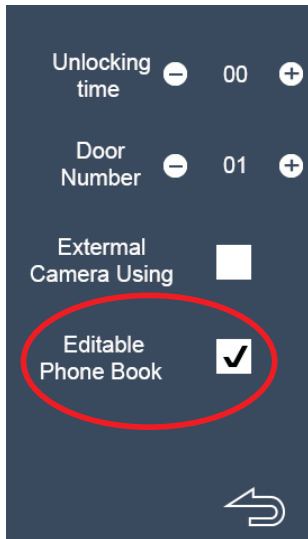 Unlocking
time
00
Door
Number
01
Extermal
Camera Using
Editable
Phone Book